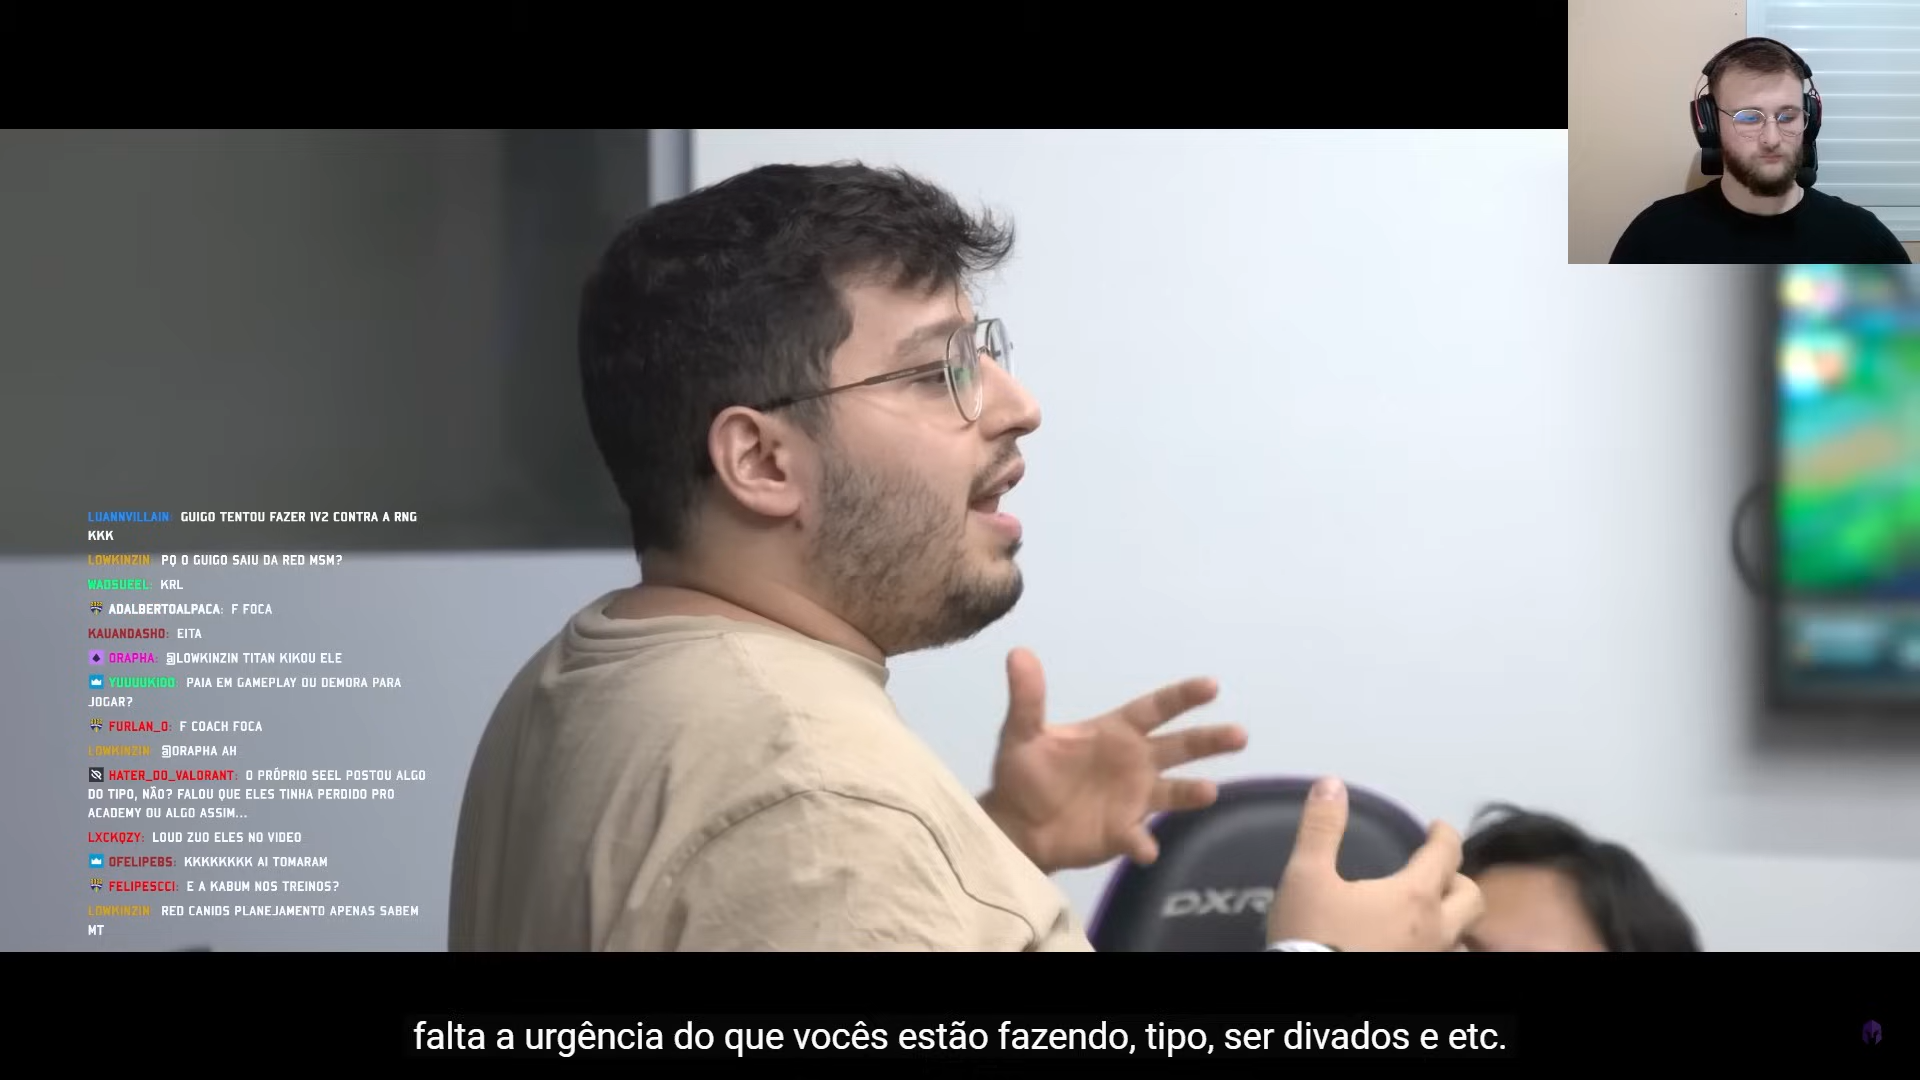 LUANNVILLAIN: GUIGO TENTOU FAZER 1V2 CONTRA A RNG
KKK
LOWKINZIN: PQ O GUIGO SAIU DA RED MSM?
WADSUEEL: KRL
ADALBERTOALPACA: F FOCA
KAUANDASHO: EITA
ORAPHA: @LOWKINZIN TITAN KIKOU ELE
YUUUUKIDO: PAIA EM GAMEPLAY OU DEMORA PARA
JOGAR?
FURLAN_O: F COACH FOCA
LOWKINZIN: @ORAPHA AH
HATER_DO_VALORANT: O PRÓPRIO SEEL POSTOU ALGO
DO TIPO, NÃO? FALOU QUE ELES TINHA PERDIDO PRO
ACADEMY OU ALGO ASSIM...
LXCKQZY: LOUD ZUO ELES NO VIDEO
OFELIPEBS: KKKKKKKK AI TOMARAM
FELIPESCCI: E A KABUM NOS TREINOS?
LOWKINZIN: RED CANIDS PLANEJAMENTO APENAS SABEM
MT
DXR
falta a urgência do que vocês estão fazendo, tipo, ser divados e etc.